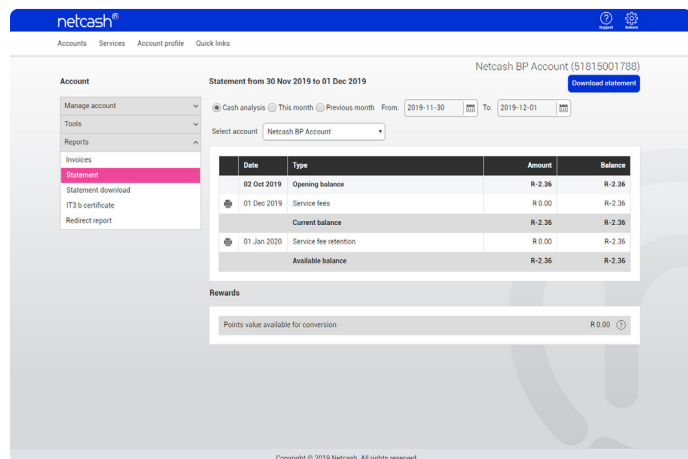 netcash®
Support Actions
Accounts Services Account profile Quick links
Netcash BP Account (51815001788)
Account
Statement from 30 Nov 2019 to 01 Dec 2019
Download statement
Manage account
Tools
Reports
Invoices
Statement
Statement download
IT3 b certificate
Redirect report
Cash analysis This month Previous month From: 2019-11-30 To: 2019-12-01
Select account Netcash BP Account
Date Type Amount Balance
02 Oct 2019 Opening balance R-2.36 R-2.36
01 Dec 2019 Service fees R 0.00 R-2.36
Current balance R-2.36 R-2.36
01 Jan 2020 Service fee retention R 0.00 R-2.36
Available balance R-2.36 R-2.36
Rewards
Points value available for conversion R 0.00 ?
Copyright © 2019 Netcash. All rights reserved